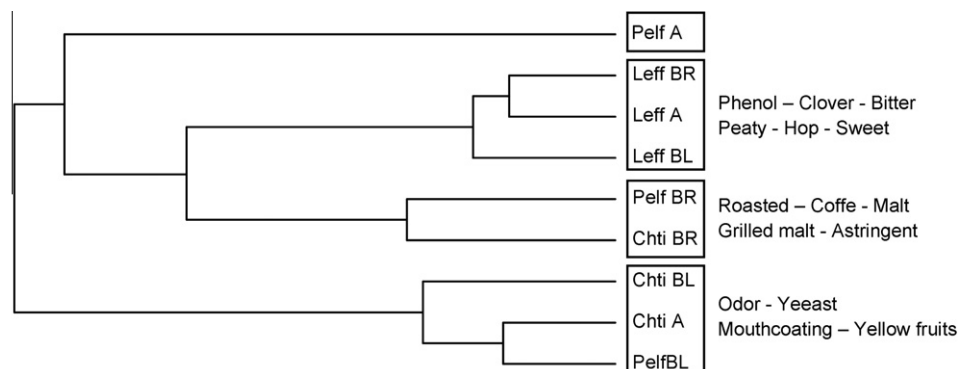 Pelf A
Leff BR
Leff A
Leff BL
Phenol – Clover - Bitter
Peaty - Hop - Sweet
Pelf BR
Chti BR
Roasted – Coffe - Malt
Grilled malt - Astringent
Chti BL
Chti A
PelfBL
Odor - Yeeast
Mouthcoating – Yellow fruits